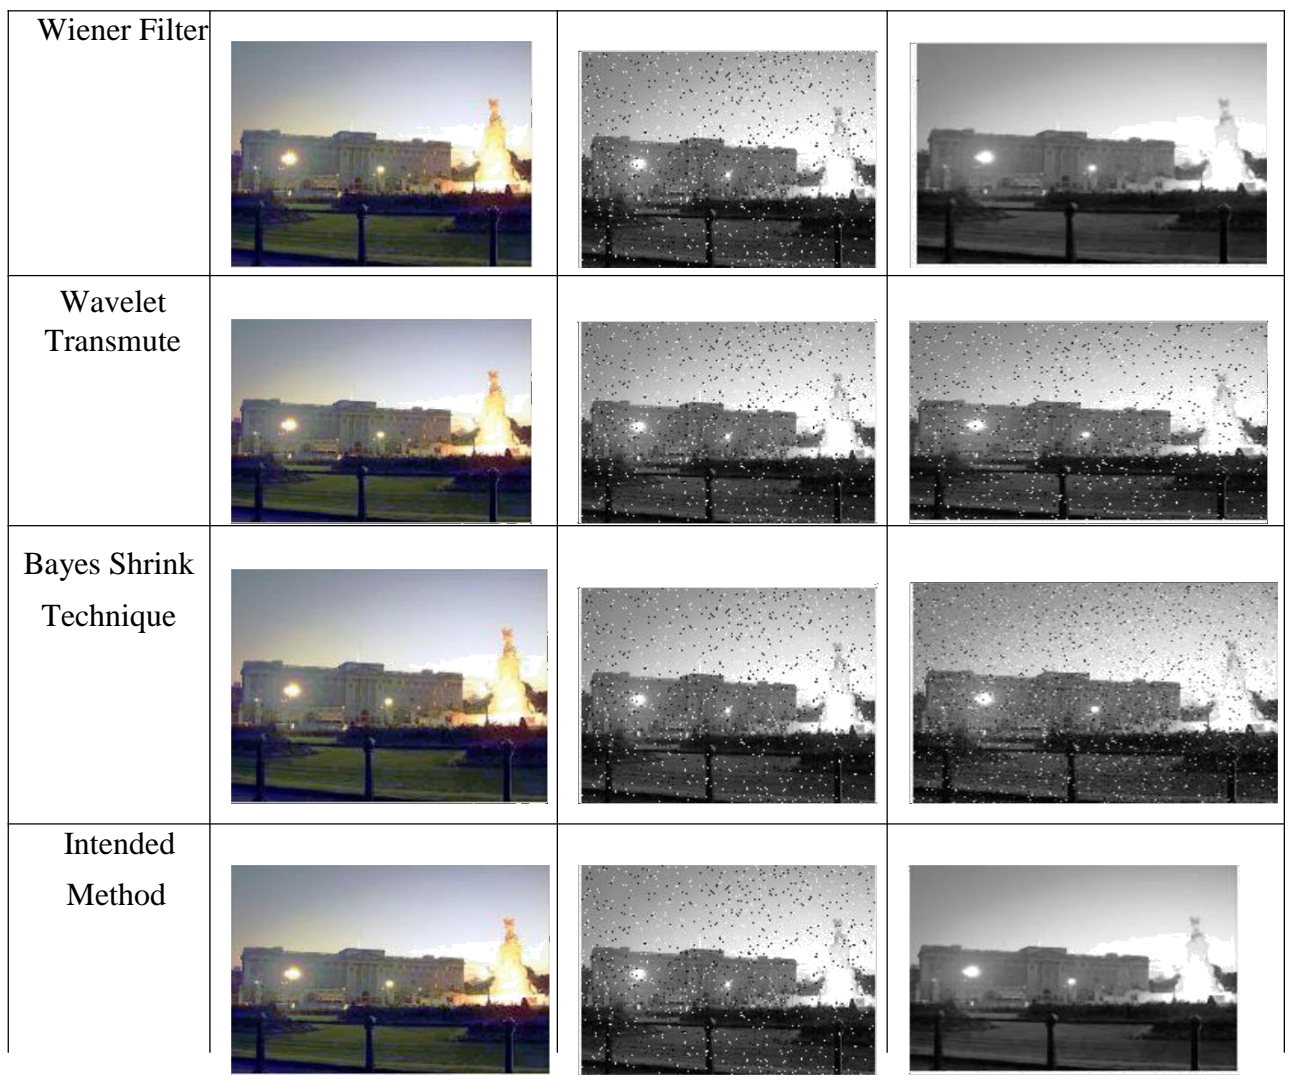 Wiener Filter
Wavelet
Transmute
Bayes Shrink
Technique
Intended
Method